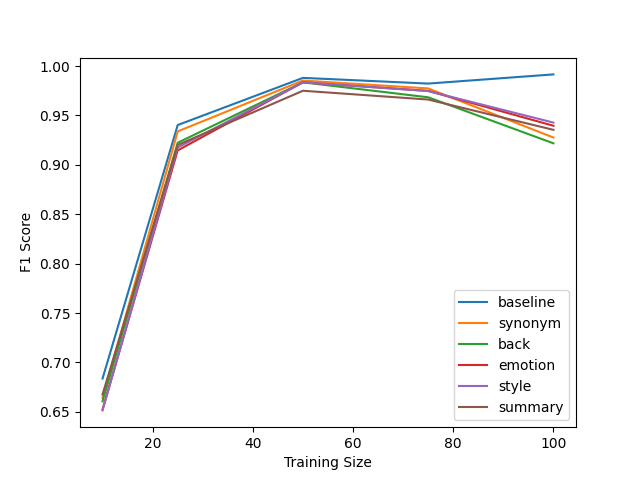 1.00
0.95
0.90
0.85
0.80
0.75
0.70
0.65
F1 Score
20 40 60 80 100
Training Size
baseline
synonym
back
emotion
style
summary